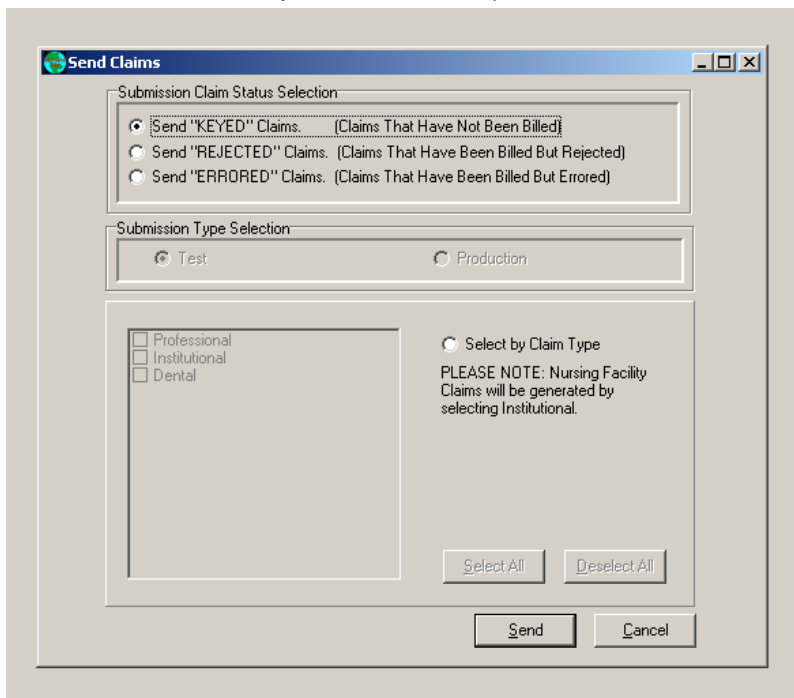 Send Claims
Submission Claim Status Selection
Send "KEYED" Claims. (Claims That Have Not Been Billed)
Send "REJECTED" Claims. (Claims That Have Been Billed But Rejected)
Send "ERRORED" Claims. (Claims That Have Been Billed But Errored)
Submission Type Selection
Test Production
Professional
Institutional
Dental
Select by Claim Type
PLEASE NOTE: Nursing Facility
Claims will be generated by
selecting Institutional.
Select All Deselect All
Send Cancel